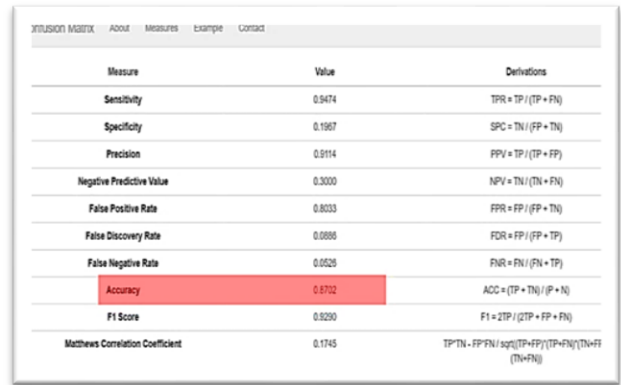 onfusion Matrix About Measures Example Contact
Measure Value Derivations
Sensitivity 0.9474 TPR = TP / (TP + FN)
Specificity 0.1967 SPC = TN / (FP + TN)
Precision 0.9114 PPV = TP / (TP + FP)
Negative Predictive Value 0.3000 NPV = TN / (TN + FN)
False Positive Rate 0.8033 FPR = FP / (FP + TN)
False Discovery Rate 0.0886 FDR = FP / (FP + TP)
False Negative Rate 0.0526 FNR = FN / (FN + TP)
Accuracy 0.8702 ACC = (TP + TN) / (P + N)
F1 Score 0.9290 F1 = 2TP / (2TP + FP + FN)
Matthews Correlation Coefficient 0.1745 TP*TN - FP*FN / sqrt((TP+FP)*(TP+FN)*(TN+FP
(TN+FN))